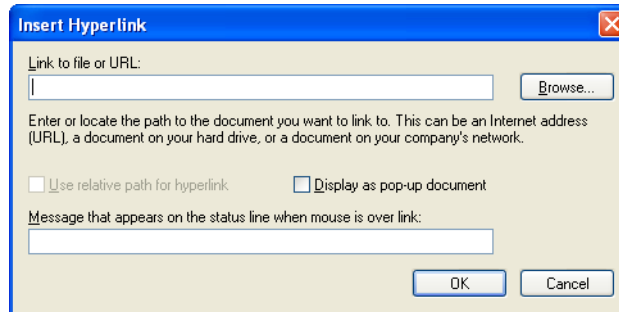 Insert Hyperlink
Link to file or URL:
Browse...
Enter or locate the path to the document you want to link to. This can be an Internet address
(URL), a document on your hard drive, or a document on your company's network.
Use relative path for hyperlink
Display as pop-up document
Message that appears on the status line when mouse is over link:
OK
Cancel